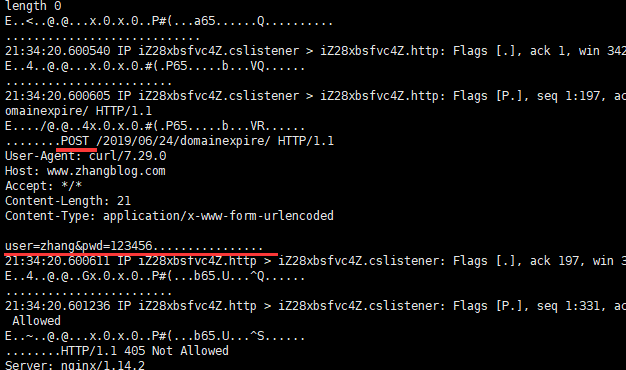 length 0
E..<..@.@...x.0.x.0..P#(...a65......Q..........
............................
21:34:20.600540 IP iZ28xbsfvc4Z.cslistener > iZ28xbsfvc4Z.http: Flags [.], ack 1, win 342
E..4..@.@...x.0.x.0.#(.P65.....b...VQ......
........................
21:34:20.600605 IP iZ28xbsfvc4Z.cslistener > iZ28xbsfvc4Z.http: Flags [P.], seq 1:197, ac
omainexpire/ HTTP/1.1
E..../@.@..4x.0.x.0.#(.P65.....b...VR......
........POST /2019/06/24/domainexpire/ HTTP/1.1
User-Agent: curl/7.29.0
Host: www.zhangblog.com
Accept: */*
Content-Length: 21
Content-Type: application/x-www-form-urlencoded
user=zhang&pwd=123456................
21:34:20.600611 IP iZ28xbsfvc4Z.http > iZ28xbsfvc4Z.cslistener: Flags [.], ack 197, win 3
E..4..@.@..Gx.0.x.0..P#(...b65.U...^Q......
........................
21:34:20.601236 IP iZ28xbsfvc4Z.http > iZ28xbsfvc4Z.cslistener: Flags [P.], seq 1:331, ac
Allowed
E..~..@.@...x.0.x.0..P#(...b65.U...^S......
........HTTP/1.1 405 Not Allowed
Server: nginx/1.14.2